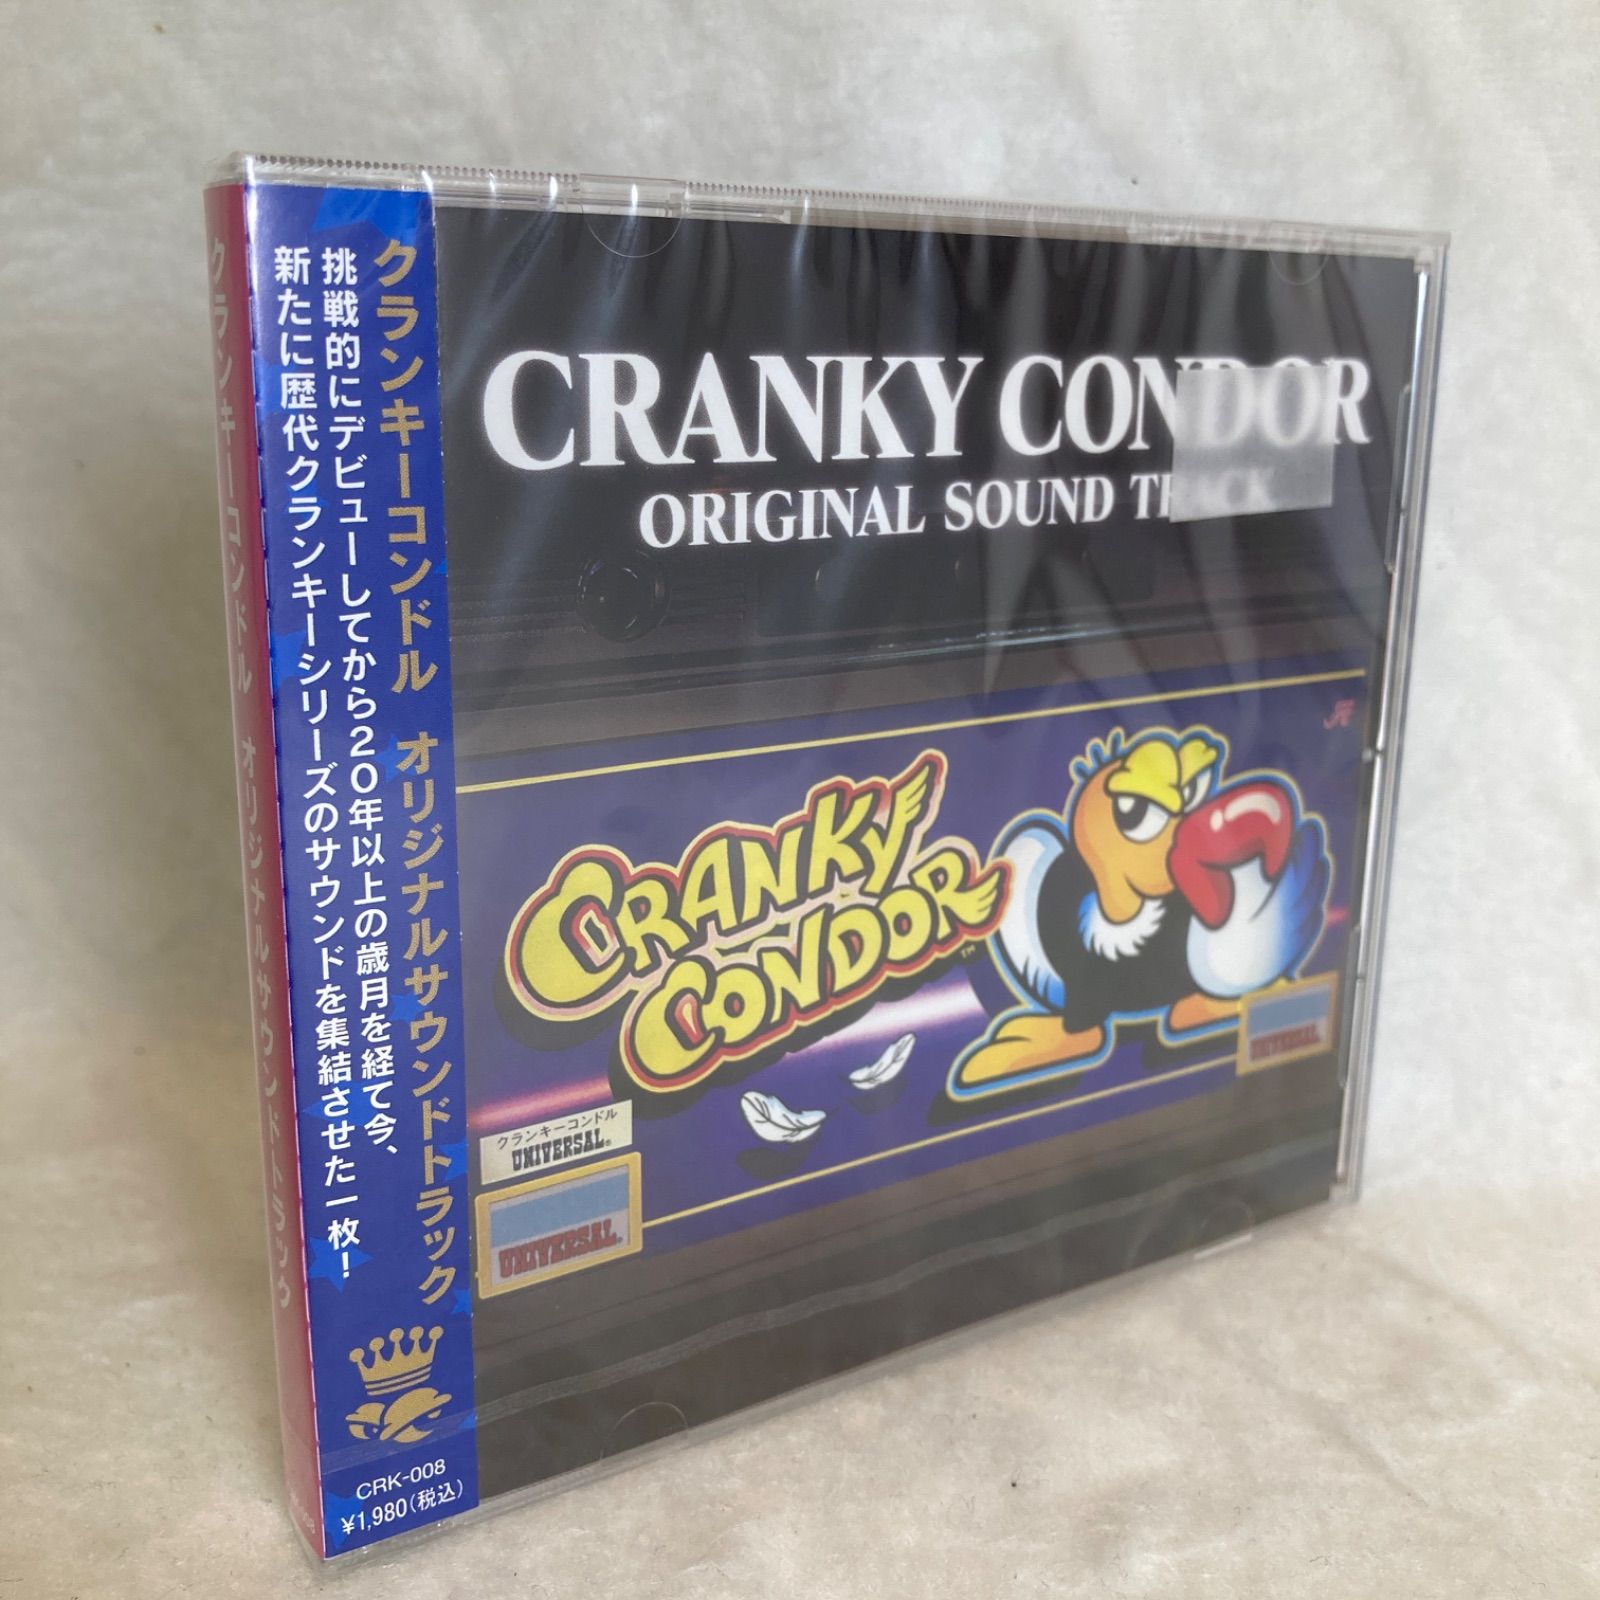 クランキーコンドル オリジナルサウンドトラック
挑戦的にデビューしてから20年以上の歳月を経て今、
新たに歴代クランキーシリーズのサウンドを集結させた一枚!
CRK-008
¥1,980(税込)
クランキーコンドル オリジナルサウンドトラック
CRANKY CONDOR
ORIGINAL SOUND TRACK
CRANKY
CONDOR™
クランキーコンドル
UNIVERSAL®
UNIVERSAL®
UNIVERSAL